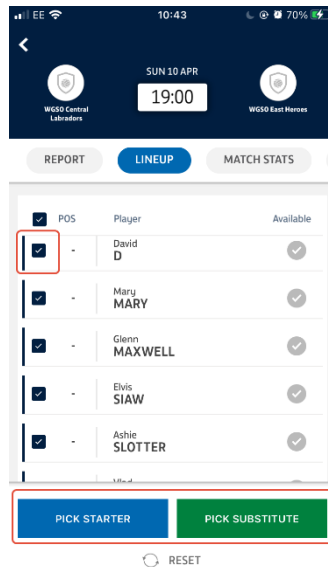 EE 10:43 70%
SUN 10 APR
19:00
WGSO Central
Labradors
WGSO East Heroes
REPORT LINEUP MATCH STATS
POS Player Available
- David
D
- Mary
MARY
- Glenn
MAXWELL
- Elvis
SIAW
- Ashie
SLOTTER
PICK STARTER PICK SUBSTITUTE
RESET